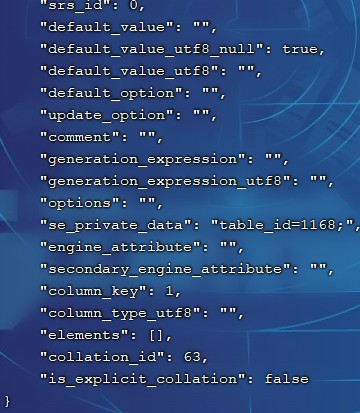 "srs_id": 0,
"default_value": "",
"default_value_utf8_null": true,
"default_value_utf8": "",
"default_option": "",
"update_option": "",
"comment": "",
"generation_expression": "",
"generation_expression_utf8": "",
"options": "",
"se_private_data": "table_id=1168;",
"engine_attribute": "",
"secondary_engine_attribute": "",
"column_key": 1,
"column_type_utf8": "",
"elements": [],
"collation_id": 63,
"is_explicit_collation": false
}